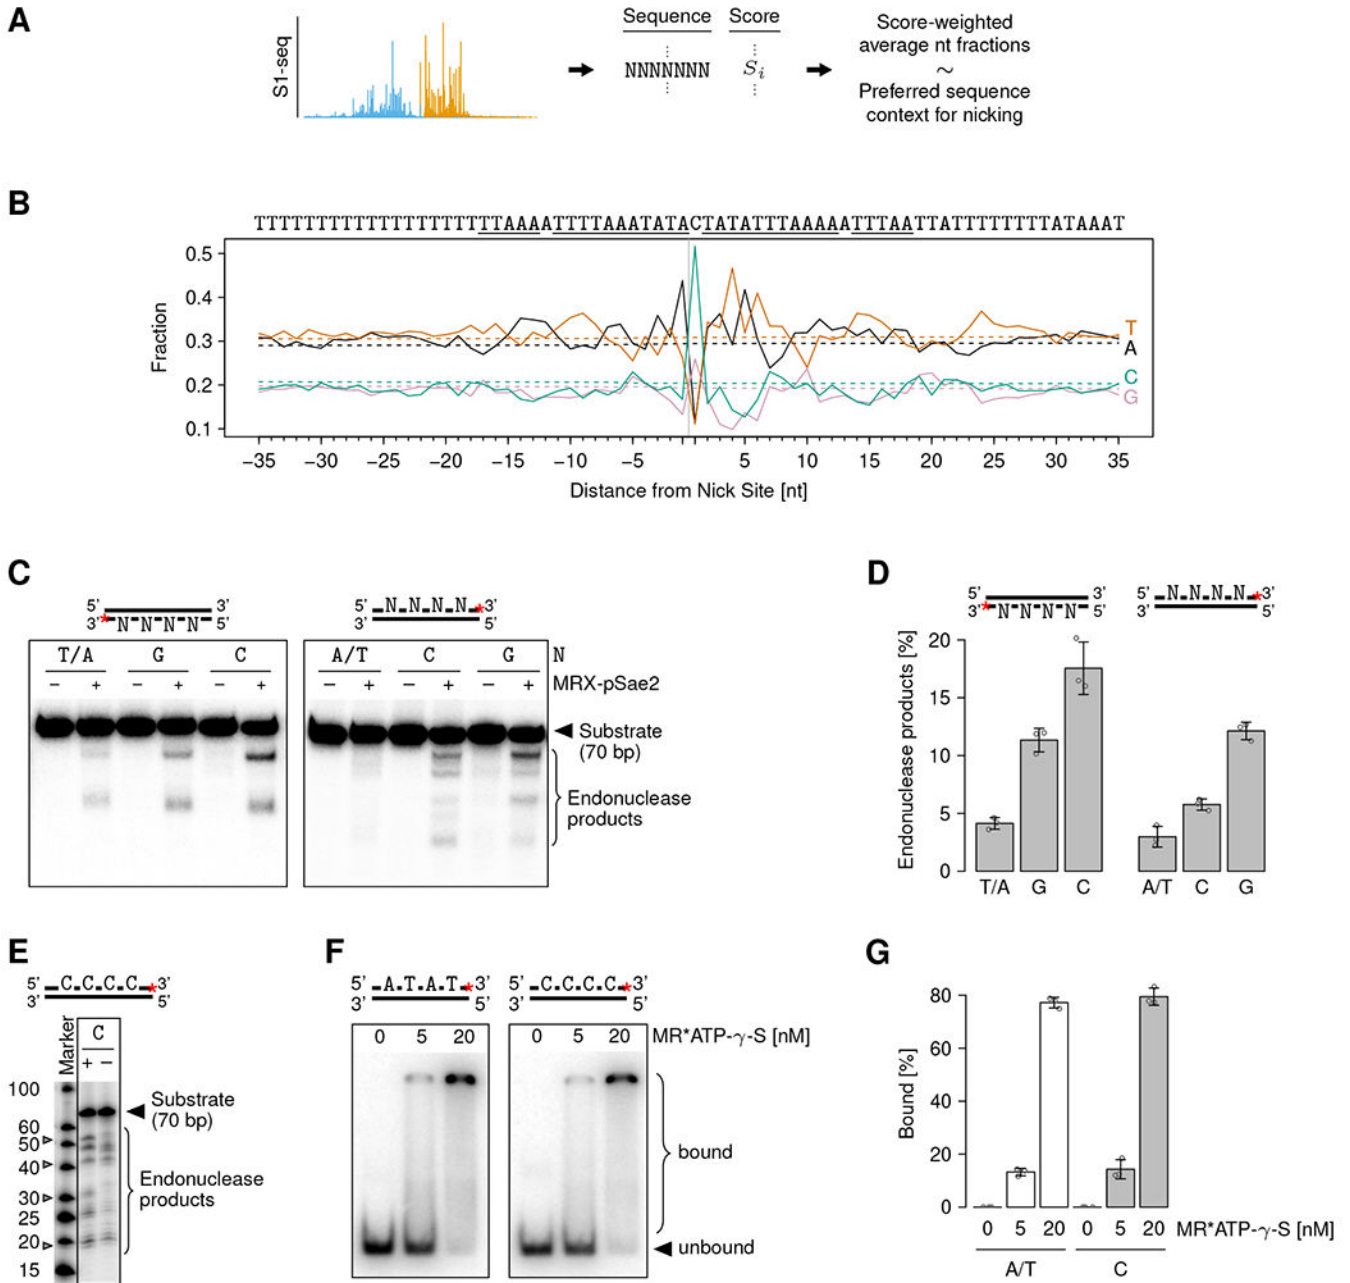 A
S1-seq
Sequence Score
NNNNNNN Si
Score-weighted
average nt fractions
~
Preferred sequence
context for nicking
B
TTTTTTTTTTTTTTTTTTTTAAAATTTTAAATATACTATATTTAAAAATTTAATTATTTTTTTTATAAAT
Fraction
0.5
0.4
0.3
0.2
0.1
T
A
C
G
−35 −30 −25 −20 −15 −10 −5 5 10 15 20 25 30 35
Distance from Nick Site [nt]
C
5' 3'
3'* N N N N 5'
5' N N N N *3'
3' 5'
T/A G C
− + − + − +
A/T C G N
− + − + − + MRX-pSae2
Substrate
(70 bp)
Endonuclease
products
D
5' 3'
3'* N N N N 5'
5' N N N N *3'
3' 5'
Endonuclease products [%]
20
15
10
5
0
T/A G C A/T C G
E
5' C C C C *3'
3' 5'
Marker
C
+ −
100
60
50
40
30
25
20
15
Substrate
(70 bp)
Endonuclease
products
F
5' A T A T *3'
3' 5'
5' C C C C *3'
3' 5'
0 5 20 0 5 20 MR*ATP-γ-S [nM]
bound
unbound
G
Bound [%]
80
60
40
20
0
0 5 20 0 5 20 MR*ATP-γ-S [nM]
A/T C